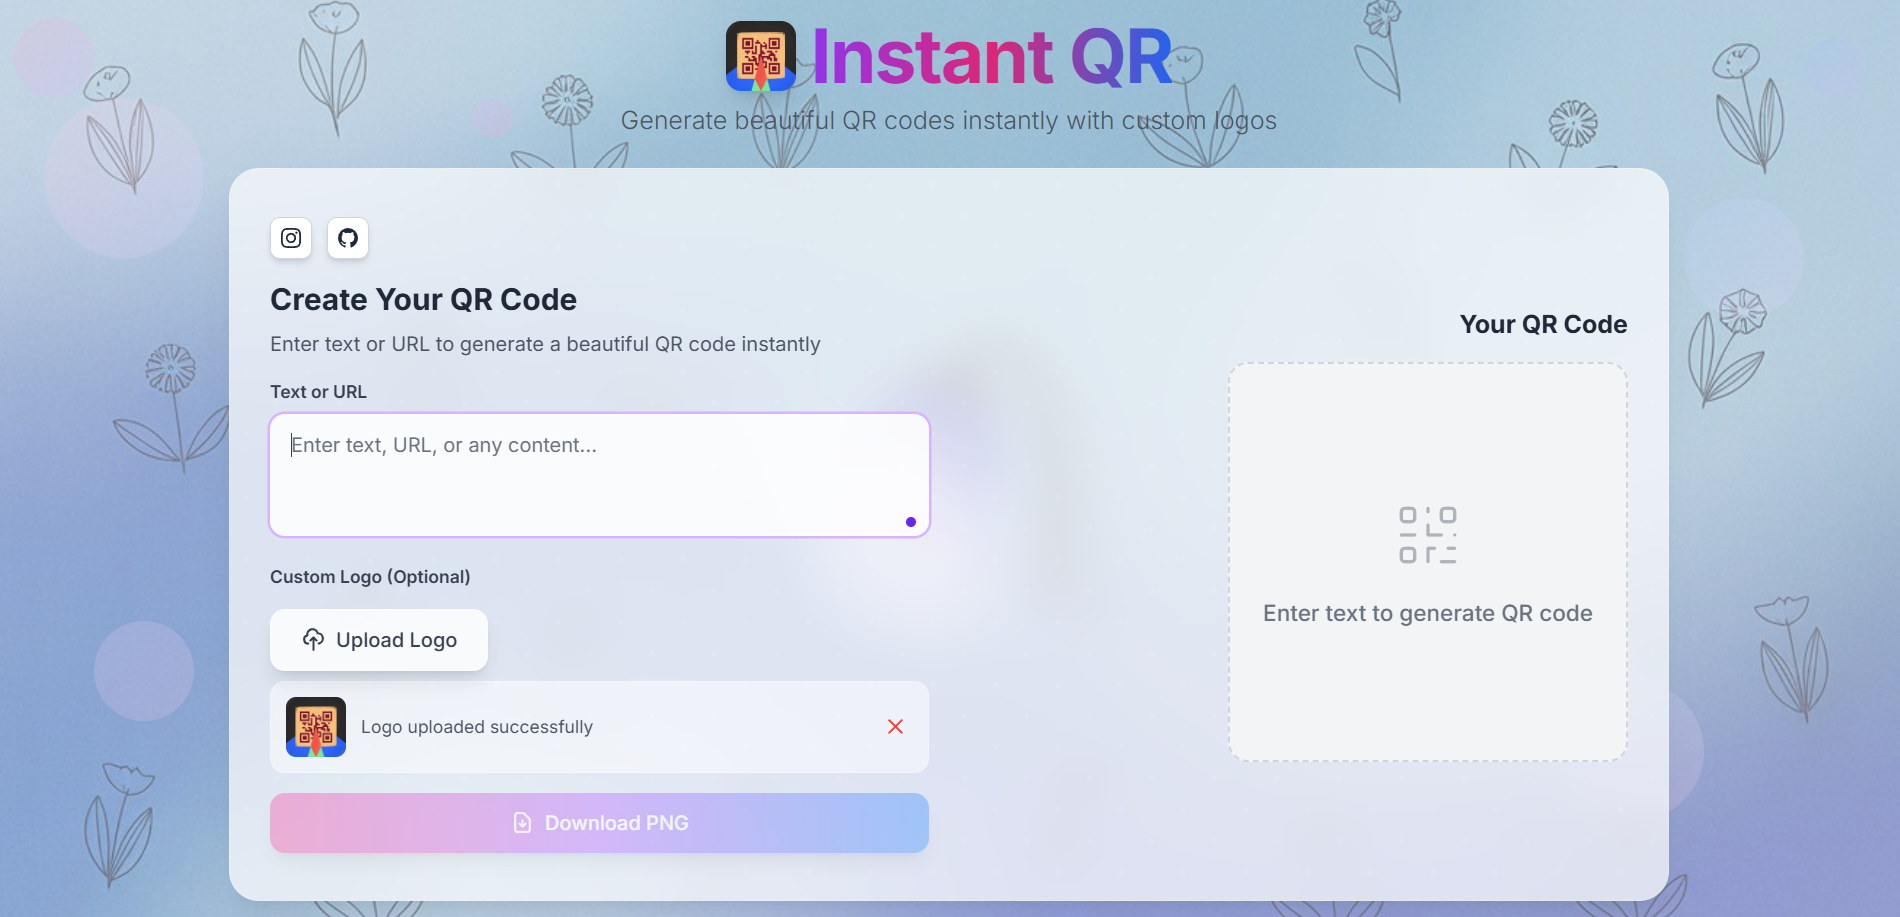 Instant QR
Generate beautiful QR codes instantly with custom logos
Create Your QR Code
Enter text or URL to generate a beautiful QR code instantly
Text or URL
Enter text, URL, or any content...
Custom Logo (Optional)
Upload Logo
Logo uploaded successfully
Download PNG
Your QR Code
Enter text to generate QR code